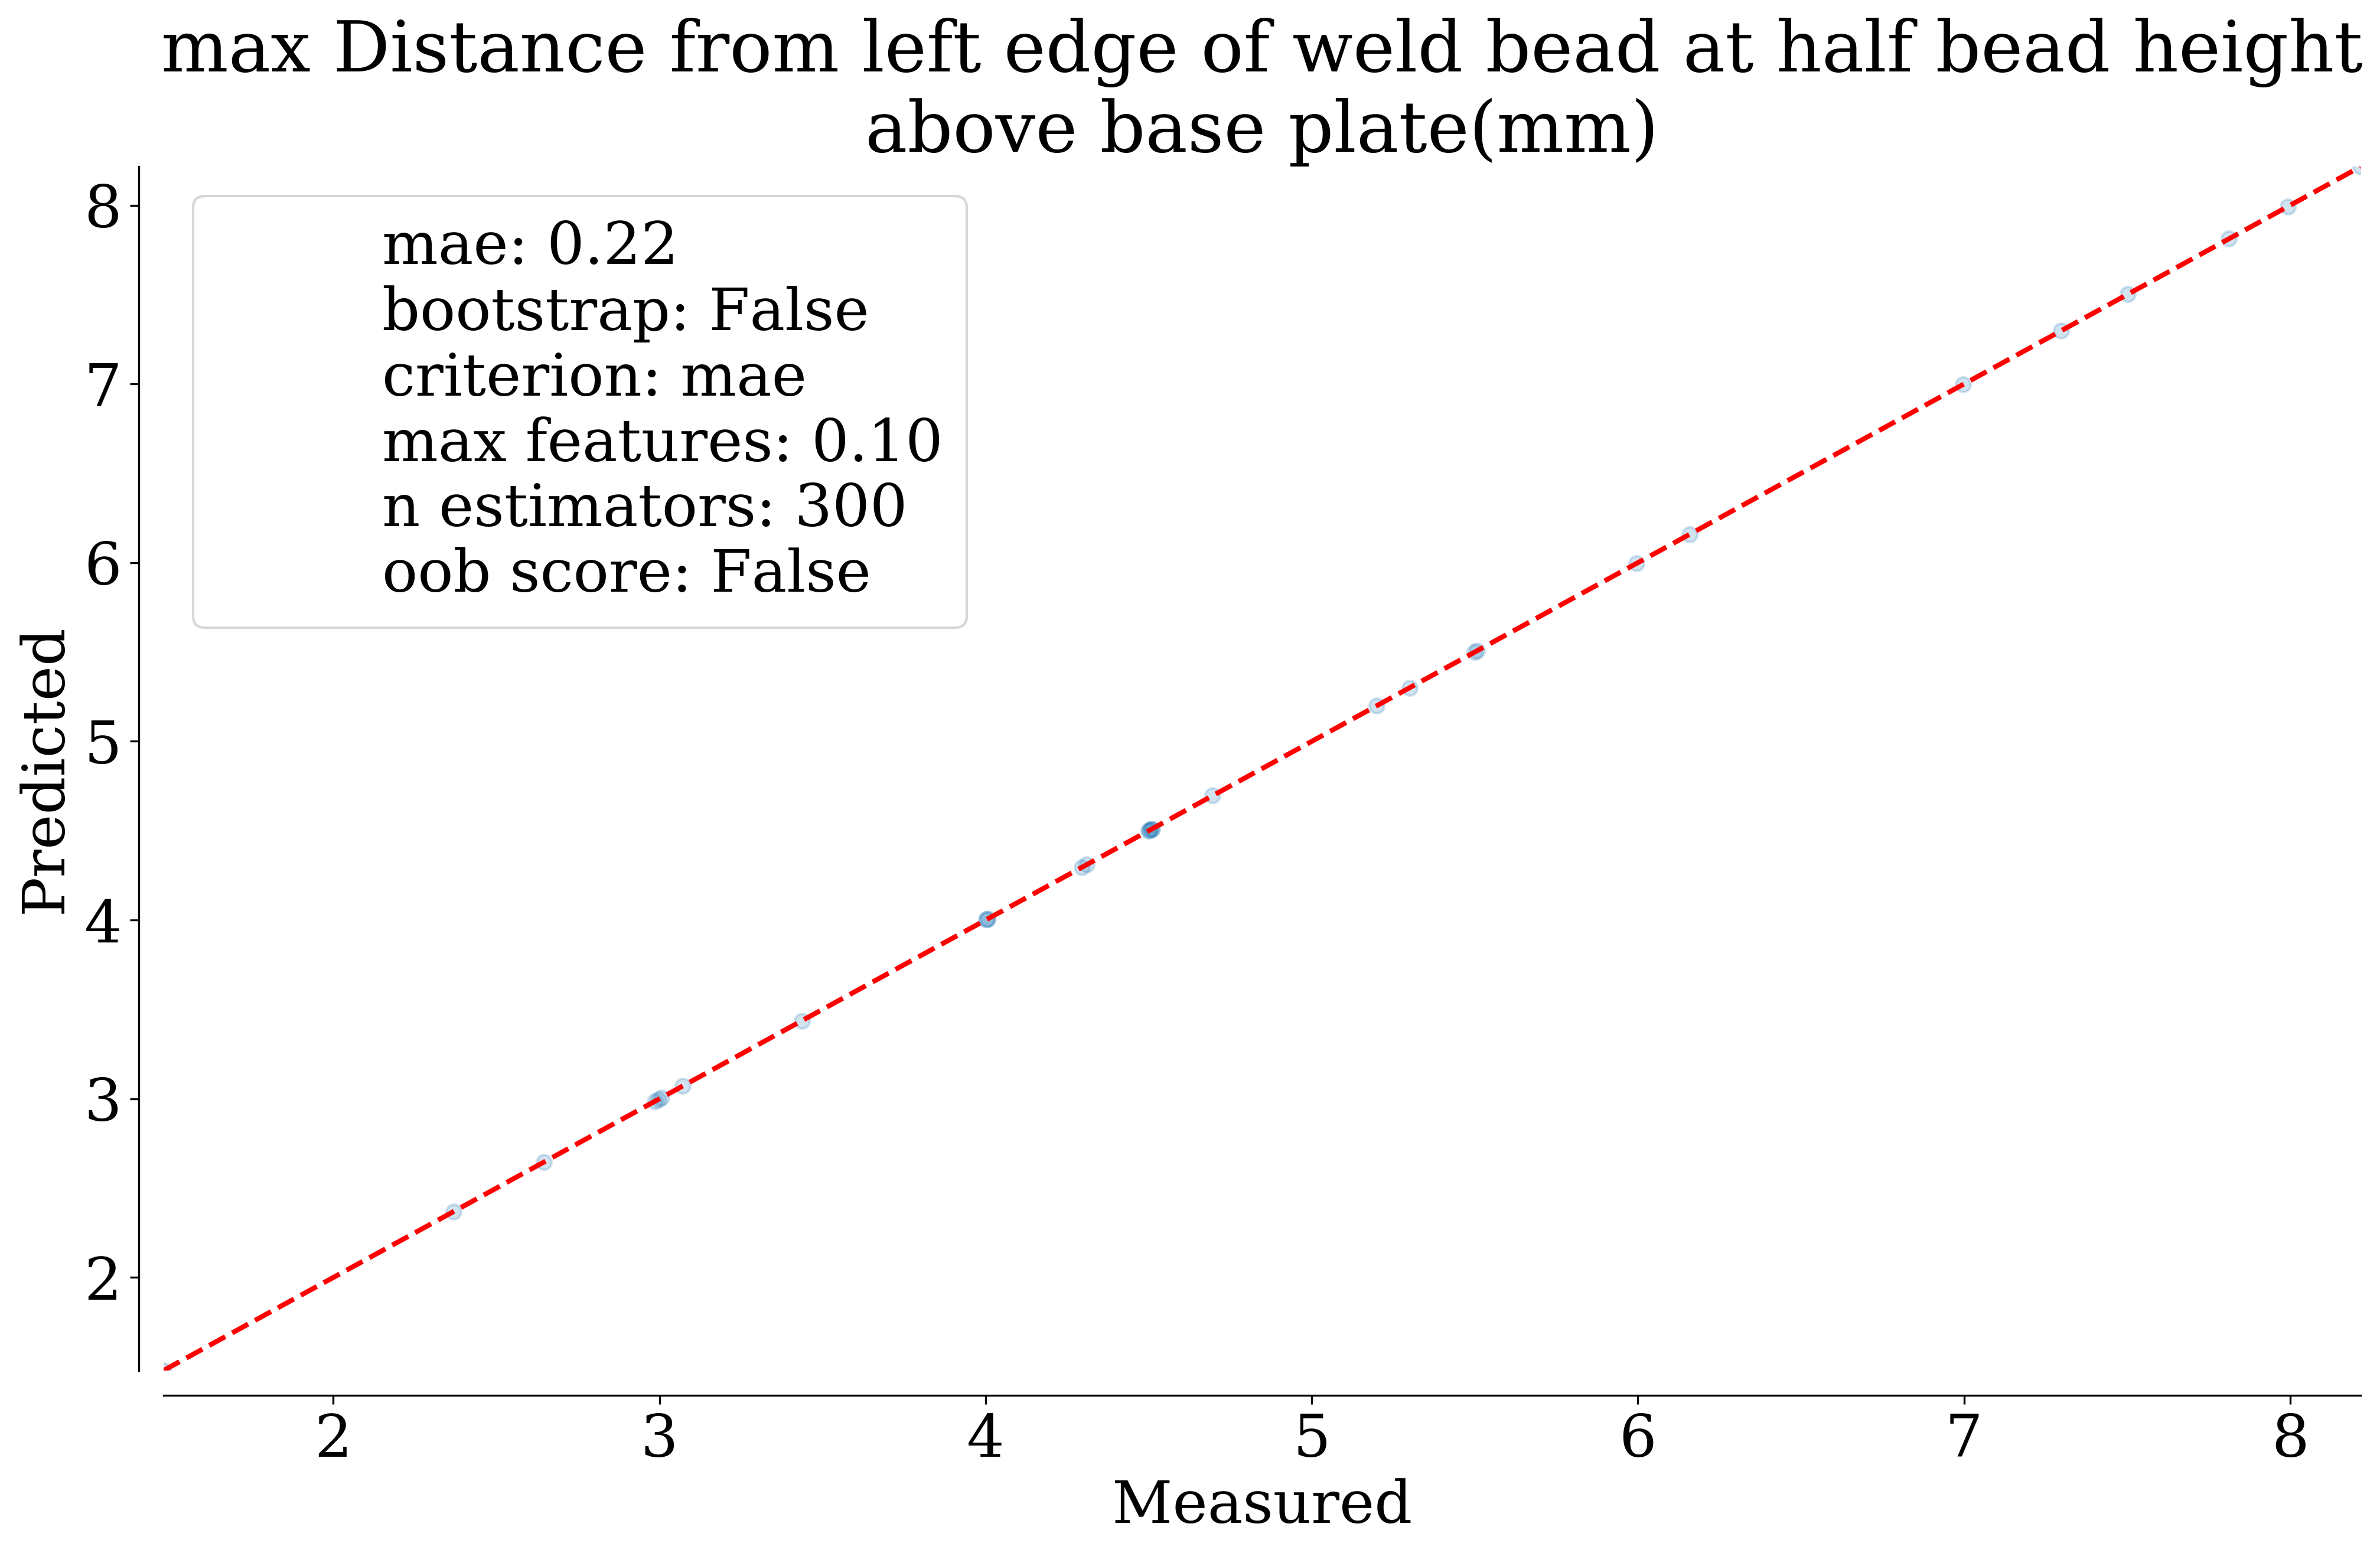 max Distance from left edge of weld bead at half bead height
above base plate(mm)
mae: 0.22
bootstrap: False
criterion: mae
max features: 0.10
n estimators: 300
oob score: False
Predicted
8
7
6
5
4
3
2
2 3 4 5 6 7 8
Measured